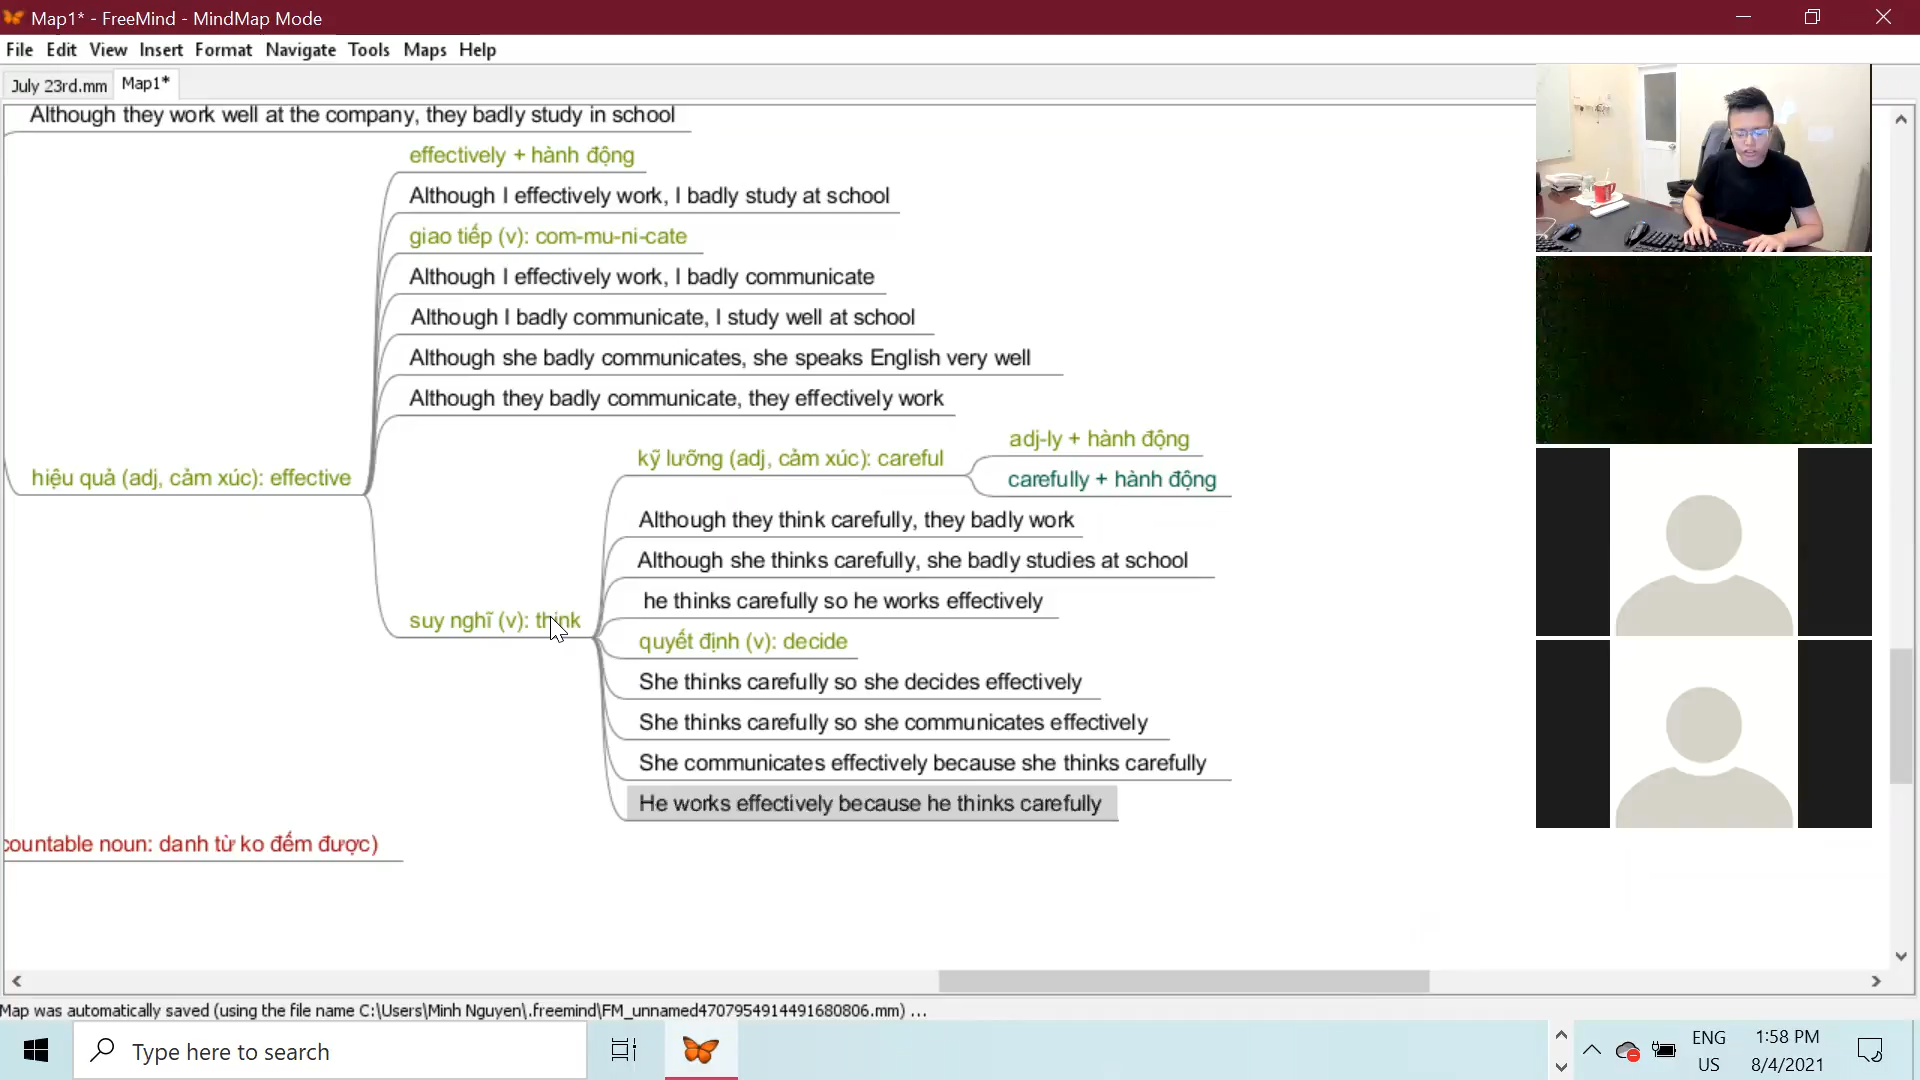 Map1* - FreeMind - MindMap Mode
File Edit View Insert Format Navigate Tools Maps Help
July 23rd.mm Map1*
Although they work well at the company, they badly study in school
effectively + hành động
Although I effectively work, I badly study at school
giao tiếp (v): com-mu-ni-cate
Although I effectively work, I badly communicate
Although I badly communicate, I study well at school
Although she badly communicates, she speaks English very well
Although they badly communicate, they effectively work
hiệu quả (adj, cảm xúc): effective
kỹ lưỡng (adj, cảm xúc): careful
adj-ly + hành động
carefully + hành động
Although they think carefully, they badly work
Although she thinks carefully, she badly studies at school
he thinks carefully so he works effectively
suy nghĩ (v): think
quyết định (v): decide
She thinks carefully so she decides effectively
She thinks carefully so she communicates effectively
She communicates effectively because she thinks carefully
He works effectively because he thinks carefully
countable noun: danh từ ko đếm được)
Map was automatically saved (using the file name C:\Users\Minh Nguyen\.freemind\FM_unnamed4707954914491680806.mm) ...
Type here to search
ENG
US
1:58 PM
8/4/2021